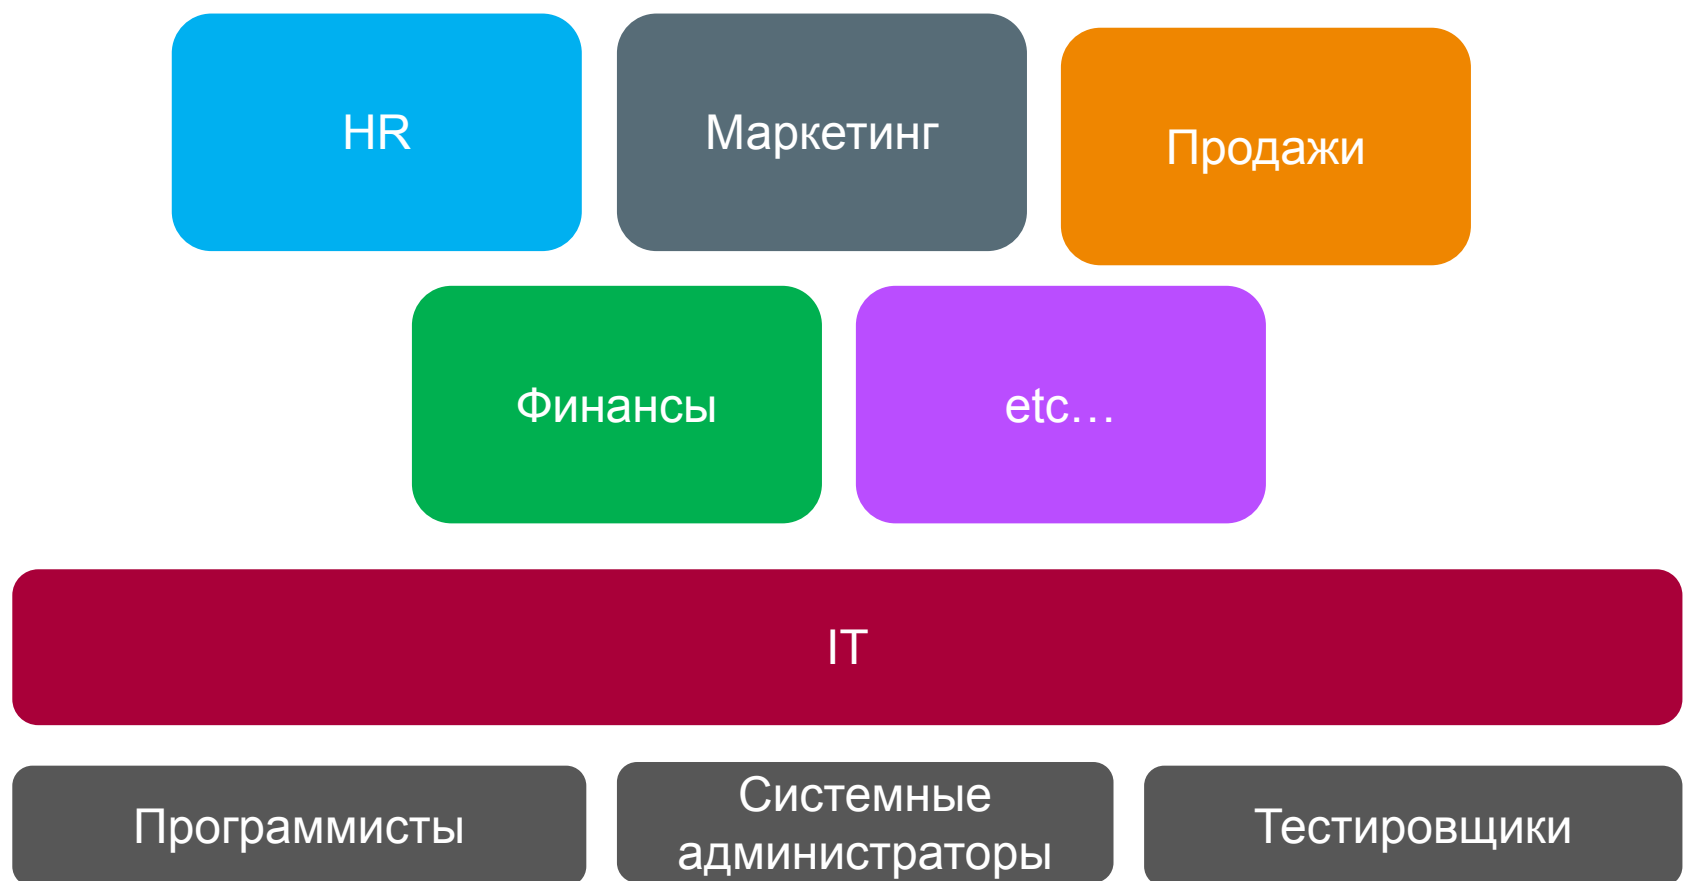 HR
Маркетинг
Продажи
Финансы
etc…
IT
Программисты
Системные
администраторы
Тестировщики